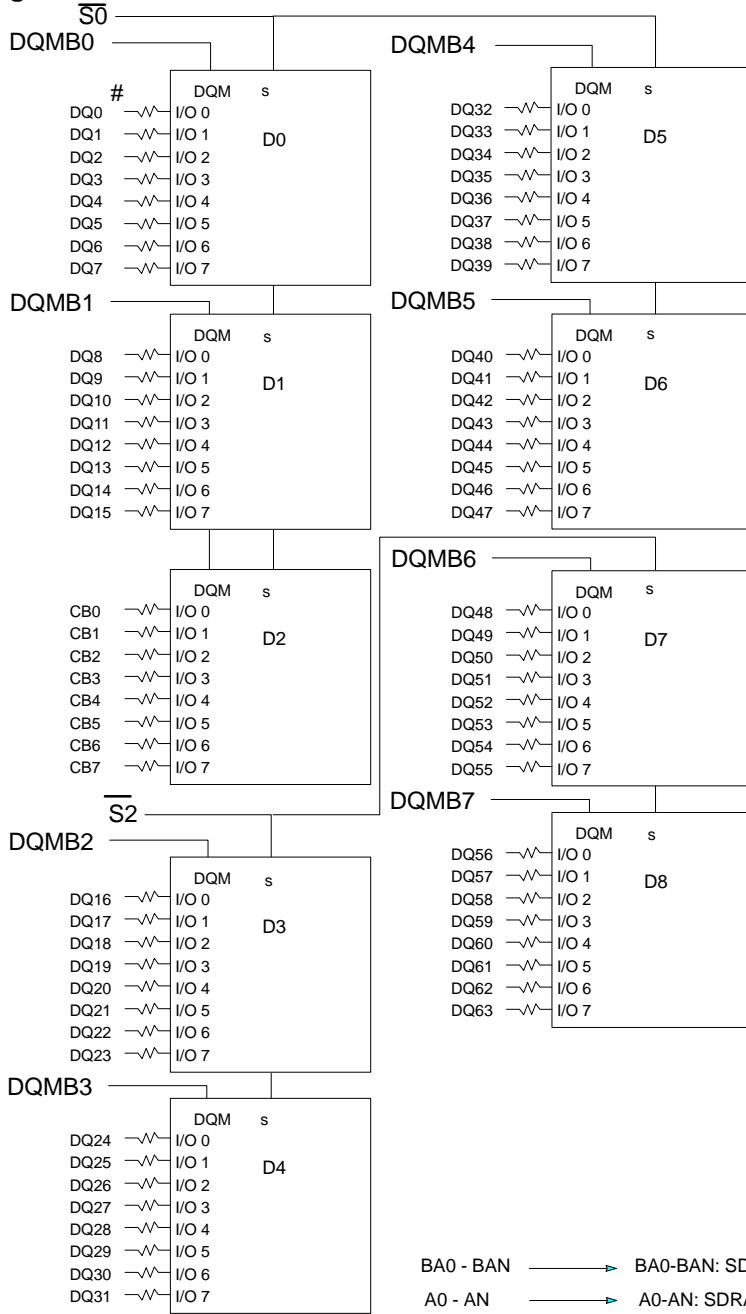 S0
DQMB0
#
DQM s
DQ0 I/O 0
DQ1 I/O 1
D0
DQ2 I/O 2
DQ3 I/O 3
DQ4 I/O 4
DQ5 I/O 5
DQ6 I/O 6
DQ7 I/O 7
DQMB1
DQM s
DQ8 I/O 0
DQ9 I/O 1
D1
DQ10 I/O 2
DQ11 I/O 3
DQ12 I/O 4
DQ13 I/O 5
DQ14 I/O 6
DQ15 I/O 7
DQM s
CB0 I/O 0
CB1 I/O 1
D2
CB2 I/O 2
CB3 I/O 3
CB4 I/O 4
CB5 I/O 5
CB6 I/O 6
CB7 I/O 7
S2
DQMB2
DQM s
DQ16 I/O 0
DQ17 I/O 1
D3
DQ18 I/O 2
DQ19 I/O 3
DQ20 I/O 4
DQ21 I/O 5
DQ22 I/O 6
DQ23 I/O 7
DQMB3
DQM s
DQ24 I/O 0
DQ25 I/O 1
D4
DQ26 I/O 2
DQ27 I/O 3
DQ28 I/O 4
DQ29 I/O 5
DQ30 I/O 6
DQ31 I/O 7
DQMB4
DQM s
DQ32 I/O 0
DQ33 I/O 1
D5
DQ34 I/O 2
DQ35 I/O 3
DQ36 I/O 4
DQ37 I/O 5
DQ38 I/O 6
DQ39 I/O 7
DQMB5
DQM s
DQ40 I/O 0
DQ41 I/O 1
D6
DQ42 I/O 2
DQ43 I/O 3
DQ44 I/O 4
DQ45 I/O 5
DQ46 I/O 6
DQ47 I/O 7
DQMB6
DQM s
DQ48 I/O 0
DQ49 I/O 1
D7
DQ50 I/O 2
DQ51 I/O 3
DQ52 I/O 4
DQ53 I/O 5
DQ54 I/O 6
DQ55 I/O 7
DQMB7
DQM s
DQ56 I/O 0
DQ57 I/O 1
D8
DQ58 I/O 2
DQ59 I/O 3
DQ60 I/O 4
DQ61 I/O 5
DQ62 I/O 6
DQ63 I/O 7
BA0 - BAN BA0-BAN:
A0 - AN A0-AN: